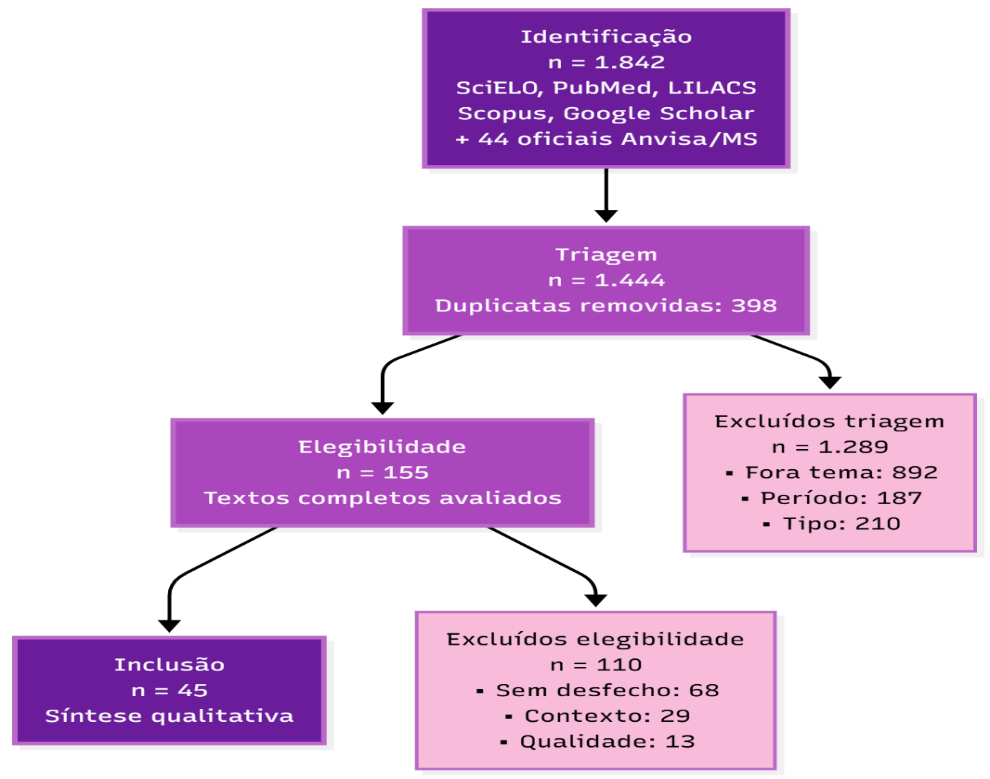 Identificação
n = 1.842
SciELO, PubMed, LILACS
Scopus, Google Scholar
+ 44 oficiais Anvisa/MS
Triagem
n = 1.444
Duplicatas removidas: 398
Elegibilidade
n = 155
Textos completos avaliados
Excluídos triagem
n = 1.289
▪ Fora tema: 892
▪ Período: 187
▪ Tipo: 210
Inclusão
n = 45
Síntese qualitativa
Excluídos elegibilidade
n = 110
▪ Sem desfecho: 68
▪ Contexto: 29
▪ Qualidade: 13